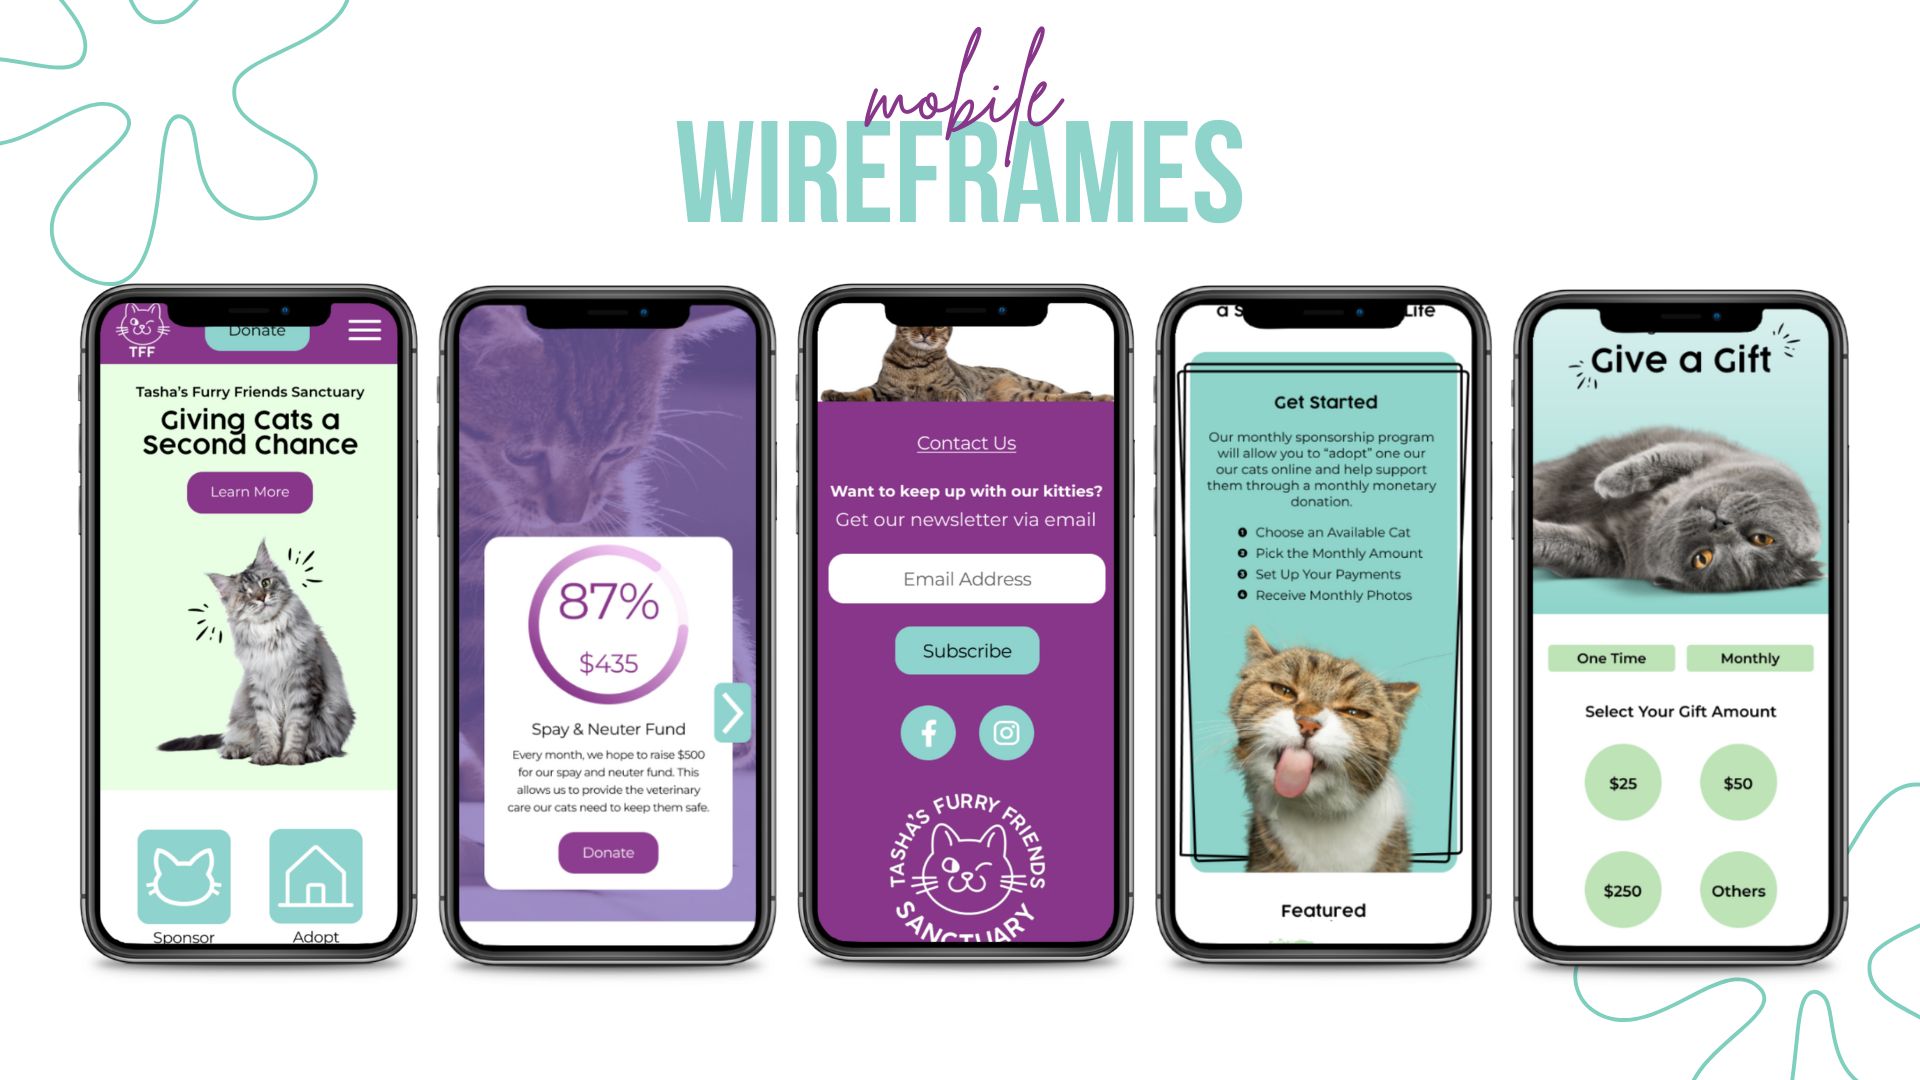 mobile
WIREFRAMES
TFF
Donate
Tasha's Furry Friends Sanctuary
Giving Cats a
Second Chance
Learn More
Sponsor
Adopt
87%
$435
Spay & Neuter Fund
Every month, we hope to raise $500
for our spay and neuter fund. This
allows us to provide the veterinary
care our cats need to keep them safe.
Donate
Contact Us
Want to keep up with our kitties?
Get our newsletter via email
Email Address
Subscribe
TASHA'S FURRY FRIENDS
SANCTUARY
a S
Life
Get Started
Our monthly sponsorship program
will allow you to “adopt” one our
our cats online and help support
them through a monthly monetary
donation.
1 Choose an Available Cat
2 Pick the Monthly Amount
3 Set Up Your Payments
4 Receive Monthly Photos
Featured
Give a Gift
One Time
Monthly
Select Your Gift Amount
$25
$50
$250
Others